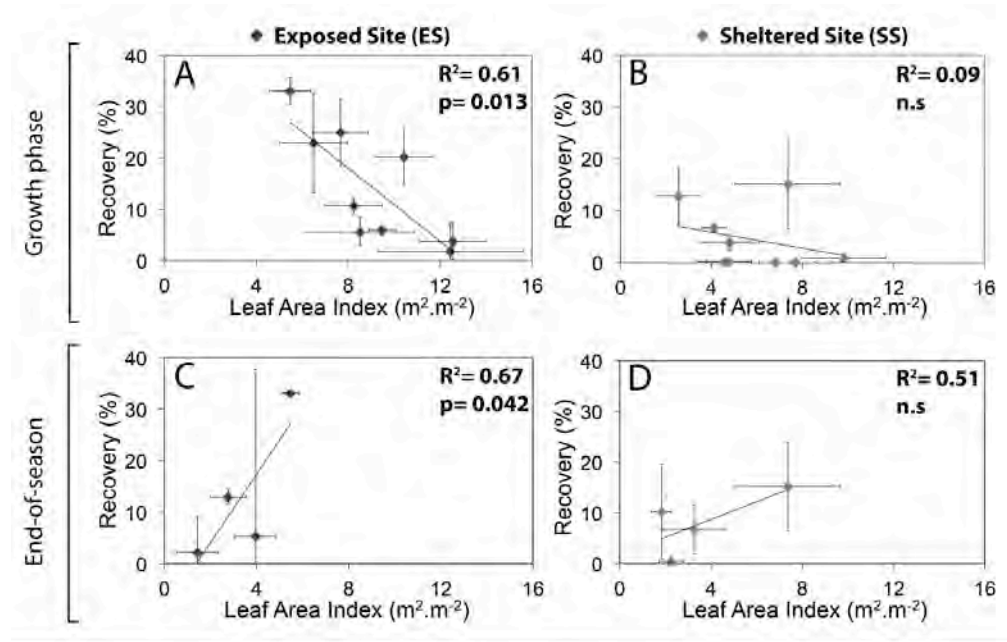 Exposed Site (ES)
Sheltered Site (SS)
Growth phase
A
R²= 0.61
p= 0.013
Recovery (%)
40
30
20
10
0
0 4 8 12 16
Leaf Area Index (m².m⁻²)
B
R²= 0.09
n.s
Recovery (%)
40
30
20
10
0
0 4 8 12 16
Leaf Area Index (m².m⁻²)
End-of-season
C
R²= 0.67
p= 0.042
Recovery (%)
40
30
20
10
0
0 4 8 12 16
Leaf Area Index (m².m⁻²)
D
R²= 0.51
n.s
Recovery (%)
40
30
20
10
0
0 4 8 12 16
Leaf Area Index (m².m⁻²)